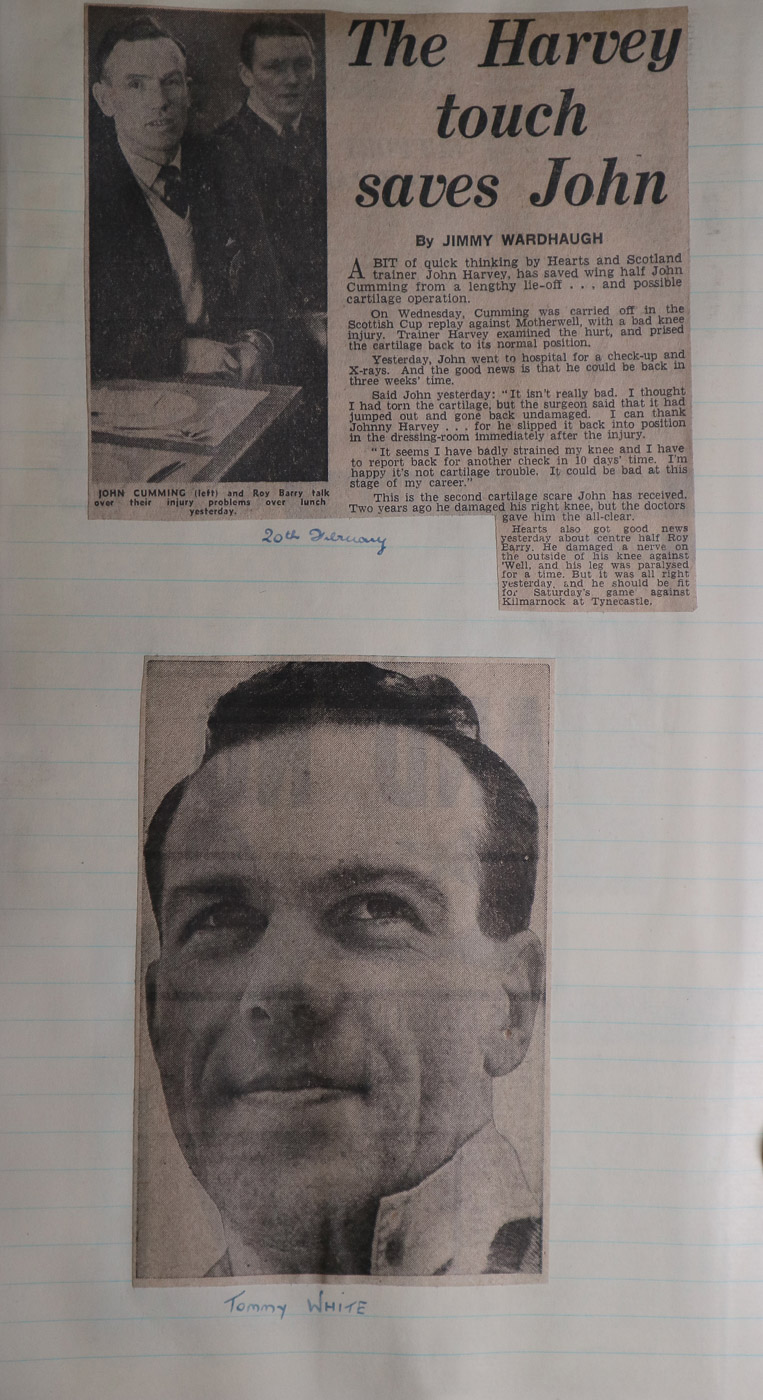 The Harvey
touch
saves John
By JIMMY WARDHAUGH
A BIT of quick thinking by Hearts and Scotland
trainer John Harvey, has saved wing half John
Cumming from a lengthy lie-off . . . and possible
cartilage operation.
On Wednesday, Cumming was carried off in the
Scottish Cup replay against Motherwell, with a bad knee
injury. Trainer Harvey examined the hurt, and prised
the cartilage back to its normal position.
Yesterday, John went to hospital for a check-up and
X-rays. And the good news is that he could be back in
three weeks' time.
Said John yesterday: "It isn't really bad. I thought
I had torn the cartilage, but the surgeon said that it had
jumped out and gone back undamaged. I can thank
Johnny Harvey . . . for he slipped it back into position
in the dressing-room immediately after the injury.
"It seems I have badly strained my knee and I have
to report back for another check in 10 days' time. I'm
happy it's not cartilage trouble. It could be bad at this
stage of my career."
This is the second cartilage scare John has received.
Two years ago he damaged his right knee, but the doctors
gave him the all-clear.
Hearts also got good news
yesterday about centre half Roy
Barry. He damaged a nerve on
the outside of his knee against
'Well, and his leg was paralysed
for a time. But it was all right
yesterday, and he should be fit
for Saturday's game against
Kilmarnock at Tynecastle.
JOHN CUMMING (left) and Roy Barry talk
over their injury problems over lunch
yesterday.
20th February
Tommy WHITE